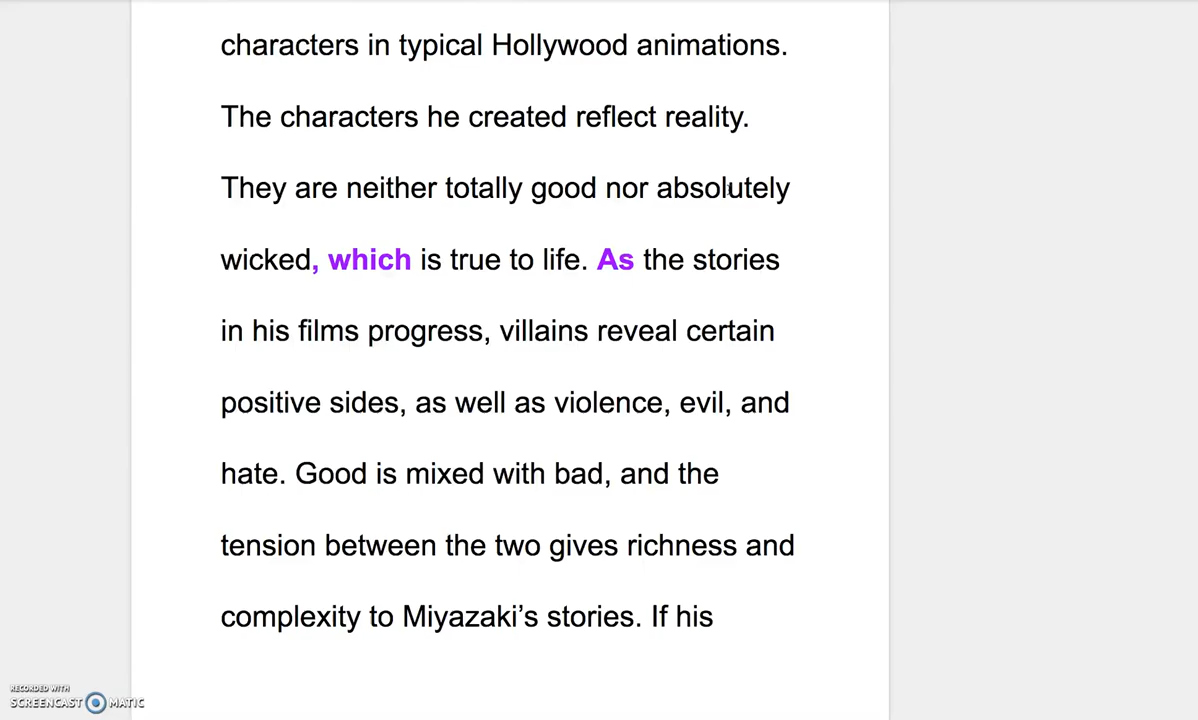 characters in typical Hollywood animations.
The characters he created reflect reality.
They are neither totally good nor absolutely
wicked, which is true to life. As the stories
in his films progress, villains reveal certain
positive sides, as well as violence, evil, and
hate. Good is mixed with bad, and the
tension between the two gives richness and
complexity to Miyazaki’s stories. If his
RECORDED WITH
SCREENCAST MATIC